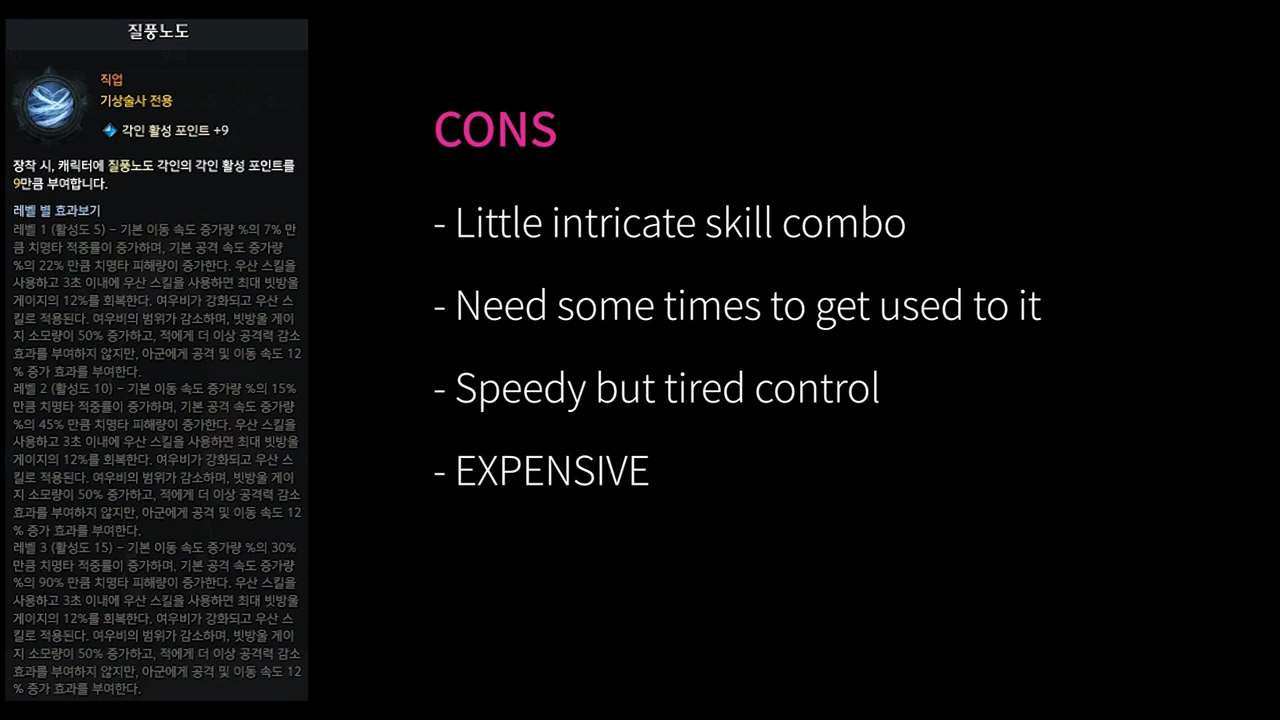 질풍노도
직업
기상술사 전용
각인 활성 포인트 +9
장착 시, 캐릭터에 질풍노도 각인의 각인 활성 포인트를
9만큼 부여합니다.
레벨 별 효과보기
레벨 1 (활성도 5) - 기본 이동 속도 증가량 %의 7% 만
큼 치명타 적중률이 증가하며, 기본 공격 속도 증가량
%의 22% 만큼 치명타 피해량이 증가한다. 우산 스킬을
사용하고 3초 이내에 우산 스킬을 사용하면 최대 빗방울
게이지의 12%를 회복한다. 여우비가 강화되고 우산 스
킬로 적용된다. 여우비의 범위가 감소하며, 빗방울 게이
지 소모량이 50% 증가하고, 적에게 더 이상 공격력 감소
효과를 부여하지 않지만, 아군에게 공격 및 이동 속도 12
% 증가 효과를 부여한다.
레벨 2 (활성도 10) - 기본 이동 속도 증가량 %의 15%
만큼 치명타 적중률이 증가하며, 기본 공격 속도 증가량
%의 45% 만큼 치명타 피해량이 증가한다. 우산 스킬을
사용하고 3초 이내에 우산 스킬을 사용하면 최대 빗방울
게이지의 12%를 회복한다. 여우비가 강화되고 우산 스
킬로 적용된다. 여우비의 범위가 감소하며, 빗방울 게이
지 소모량이 50% 증가하고, 적에게 더 이상 공격력 감소
효과를 부여하지 않지만, 아군에게 공격 및 이동 속도 12
% 증가 효과를 부여한다.
레벨 3 (활성도 15) - 기본 이동 속도 증가량 %의 30%
만큼 치명타 적중률이 증가하며, 기본 공격 속도 증가량
%의 90% 만큼 치명타 피해량이 증가한다. 우산 스킬을
사용하고 3초 이내에 우산 스킬을 사용하면 최대 빗방울
게이지의 12%를 회복한다. 여우비가 강화되고 우산 스
킬로 적용된다. 여우비의 범위가 감소하며, 빗방울 게이
지 소모량이 50% 증가하고, 적에게 더 이상 공격력 감소
효과를 부여하지 않지만, 아군에게 공격 및 이동 속도 12
% 증가 효과를 부여한다.
CONS
- Little intricate skill combo
- Need some times to get used to it
- Speedy but tired control
- EXPENSIVE